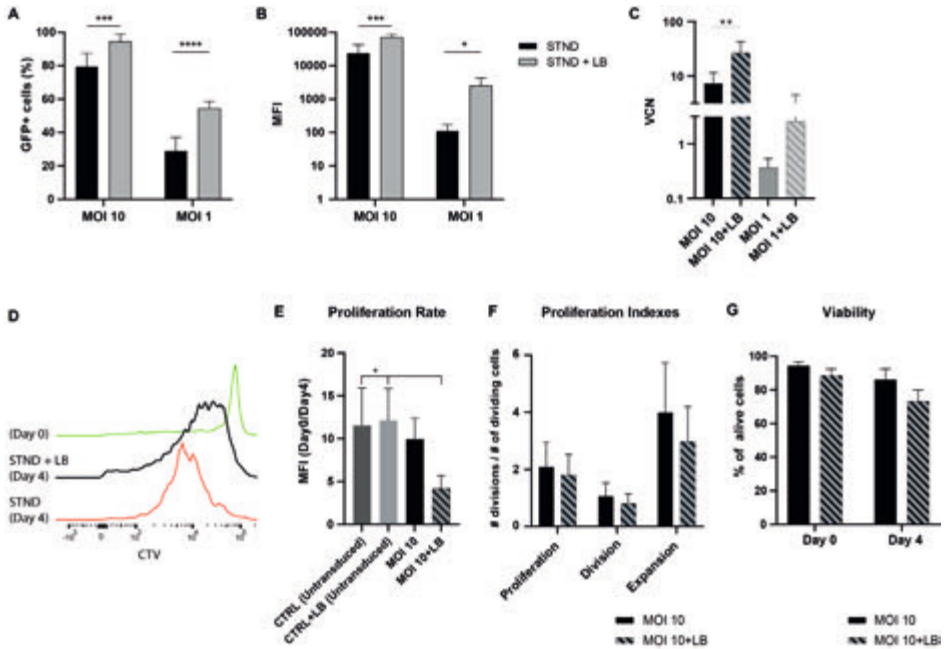 A
***
****
GFP+ cells (%)
100
80
60
40
20
0
MOI 10
MOI 1
B
***
*
MFI
100000
10000
1000
100
10
1
MOI 10
MOI 1
STND
STND + LB
C
**
VCN
10
1
0.1
MOI 10
MOI 10+LB
MOI 1
MOI 1+LB
D
(Day 0)
STND + LB
(Day 4)
STND
(Day 4)
0
CTV
E
Proliferation Rate
*
MFI (Day0/Day4)
20
15
10
5
0
CTRL (Untransduced)
CTRL+LB (Untransduced)
MOI 10
MOI 10+LB
F
Proliferation Indexes
# divisions / # of dividing cells
6
4
2
0
Proliferation
Division
Expansion
MOI 10
MOI 10+LB
G
Viability
% of alive cells
100
80
60
40
20
0
Day 0
Day 4
MOI 10
MOI 10+LB